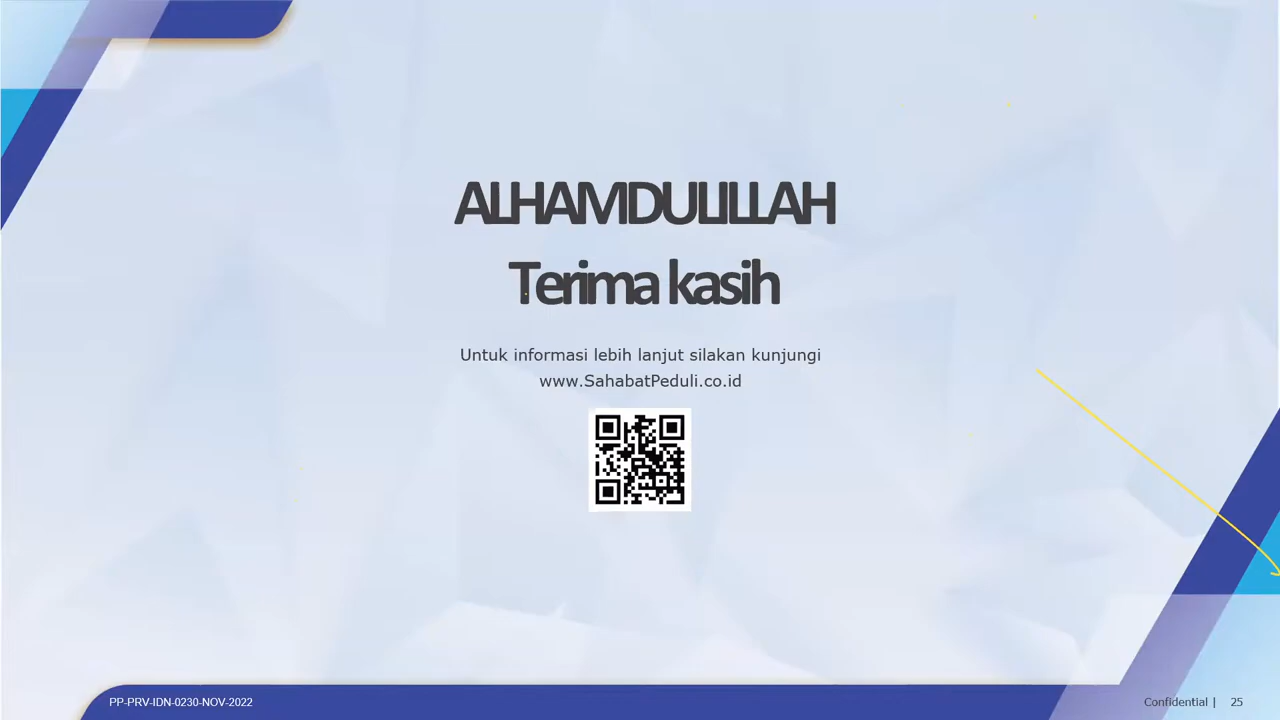 ALHAMDULILLAH
Terima kasih
Untuk informasi lebih lanjut silakan kunjungi
www.SahabatPeduli.co.id
PP-PRV-IDN-0230-NOV-2022
Confidential | 25